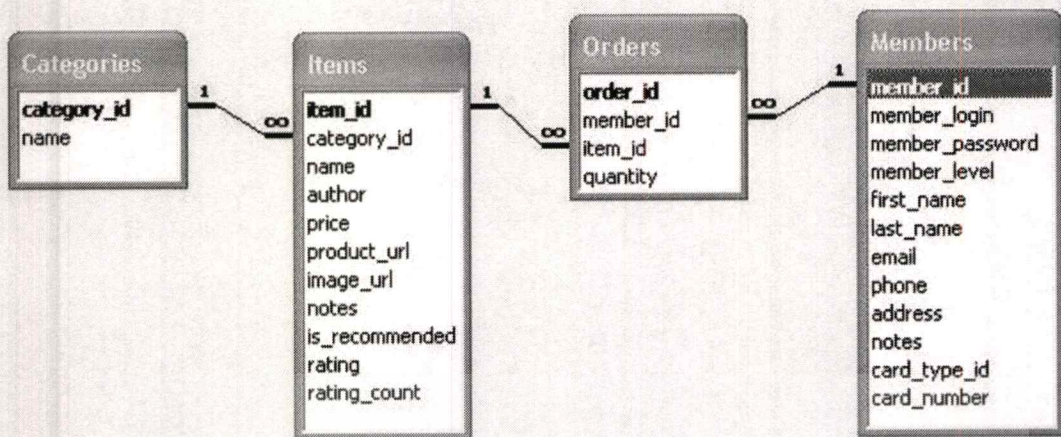 Categories
category_id
name
1
∞
Items
item_id
category_id
name
author
price
product_url
image_url
notes
is_recommended
rating
rating_count
1
∞
Orders
order_id
member_id
item_id
quantity
∞
1
Members
member_id
member_login
member_password
member_level
first_name
last_name
email
phone
address
notes
card_type_id
card_number